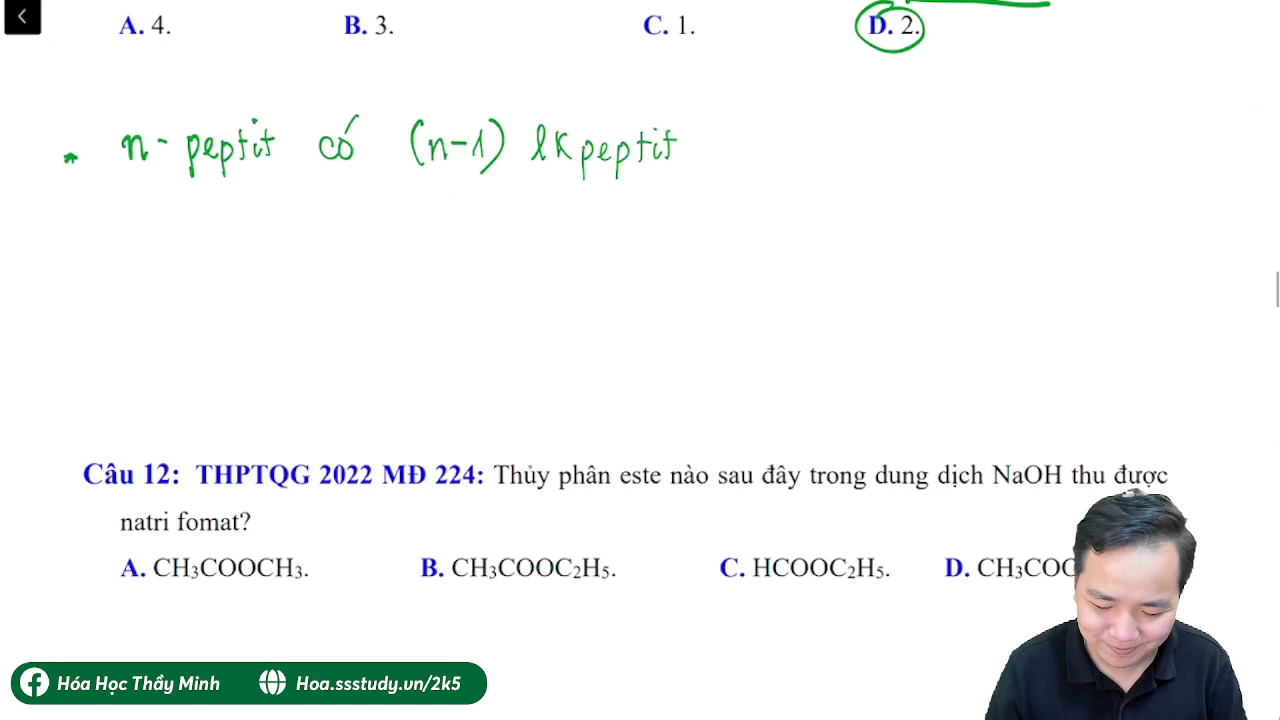 A. 4. B. 3. C. 1. D. 2.
n - peptit có (n-1) lk peptit
Câu 12: THPTQG 2022 MĐ 224: Thủy phân este nào sau đây trong dung dịch NaOH thu được
natri fomat?
A. CH₃COOCH₃. B. CH₃COOC₂H₅. C. HCOOC₂H₅. D.
Hóa Học Thầy Minh Hoa.ssstudy.vn/2k5